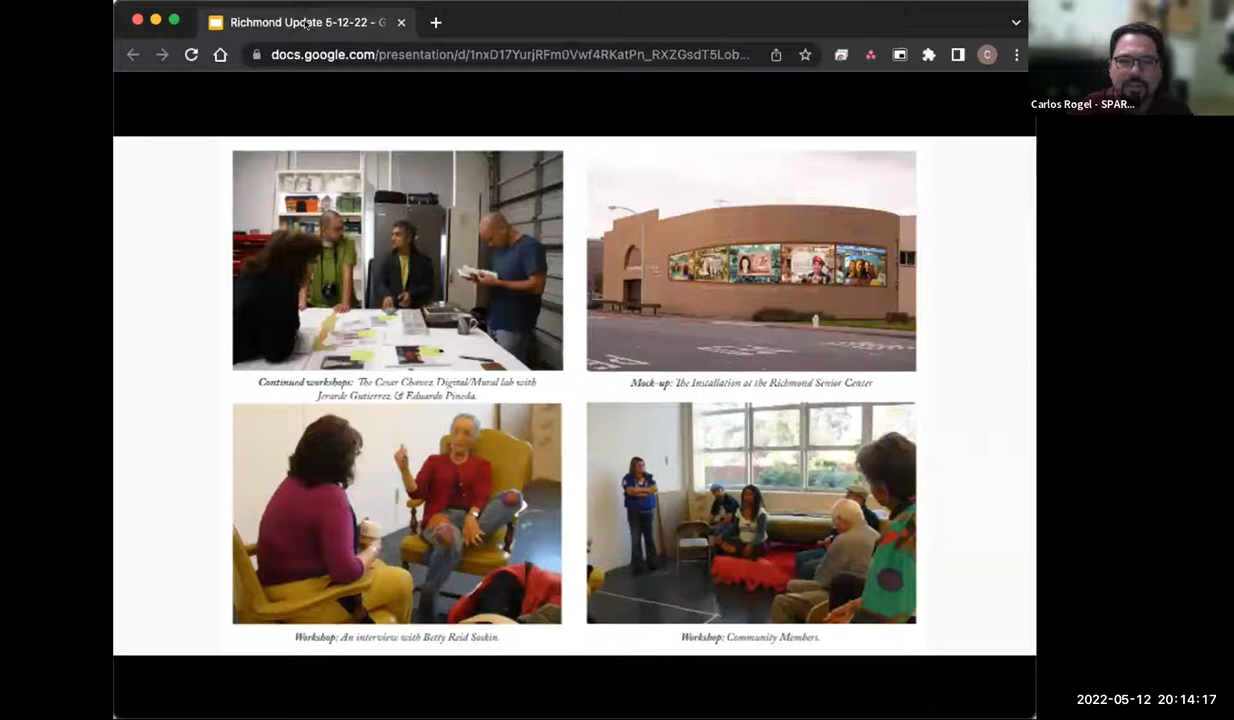 Richmond Update 5-12-22 - G
docs.google.com/presentation/d/1nxD17YurjRFm0Vwf4RKatPn_RXZGsdT5Lob...
C
Carlos Rogel - SPAR...
Continued workshops: The Cesar Chavez Digital/Mural lab with
Jerarde Gutierrez & Eduardo Pineda.
Mock-up: The Installation at the Richmond Senior Center
Workshop: An interview with Betty Reid Soskin.
Workshop: Community Members.
2022-05-12 20:14:17